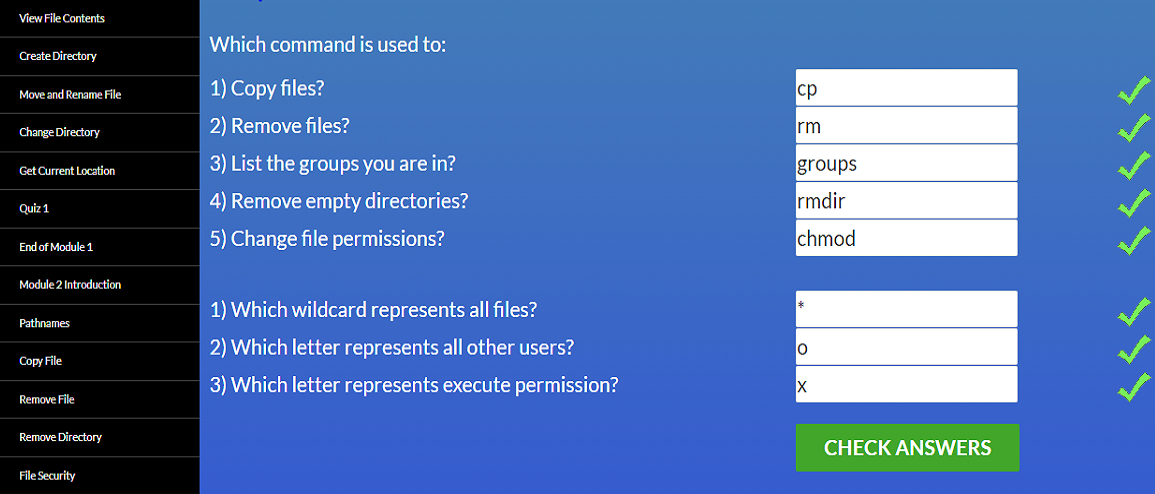 View File Contents
Create Directory
Move and Rename File
Change Directory
Get Current Location
Quiz 1
End of Module 1
Module 2 Introduction
Pathnames
Copy File
Remove File
Remove Directory
File Security
Which command is used to:
1) Copy files? cp
2) Remove files? rm
3) List the groups you are in? groups
4) Remove empty directories? rmdir
5) Change file permissions? chmod
1) Which wildcard represents all files? *
2) Which letter represents all other users? o
3) Which letter represents execute permission? x
CHECK ANSWERS